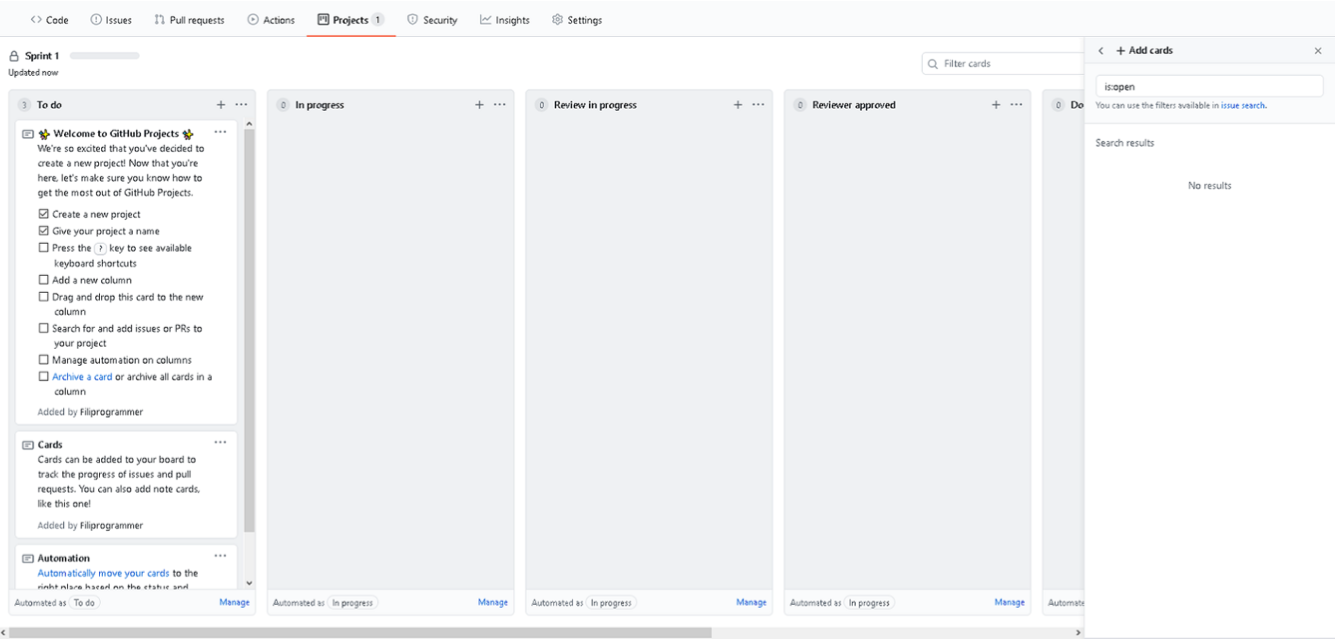 Code Issues Pull requests Actions Projects 1 Security Insights Settings
Sprint 1
Updated now
Filter cards
3 To do
Welcome to GitHub Projects
We're so excited that you've decided to
create a new project! Now that you're
here, let's make sure you know how to
get the most out of GitHub Projects.
Create a new project
Give your project a name
Press the ? key to see available
keyboard shortcuts
Add a new column
Drag and drop this card to the new
column
Search for and add issues or PRs to
your project
Manage automation on columns
Archive a card or archive all cards in a
column
Added by Filiprogrammer
Cards
Cards can be added to your board to
track the progress of issues and pull
requests. You can also add note cards,
like this one!
Added by Filiprogrammer
Automation
Automatically move your cards to the
right place based on the status and
Automated as To do Manage
0 In progress
Automated as In progress Manage
0 Review in progress
Automated as In progress Manage
0 Reviewer approved
Automated as In progress Manage
0 Do
Automate
Add cards
is:open
You can use the filters available in issue search.
Search results
No results